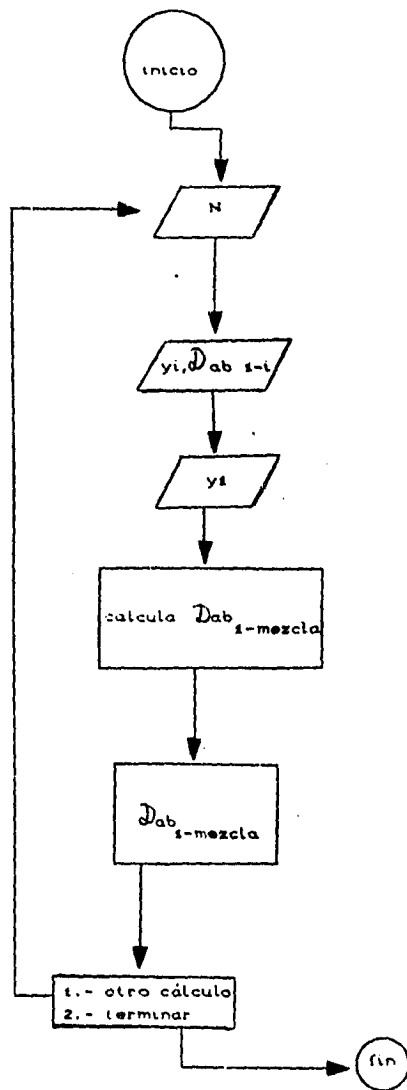 inicio
N
yi, Dab 1-i
y1
calcula Dab 1-mezcla
Dab 1-mezcla
1.- otro cálculo
2.- terminar
fin